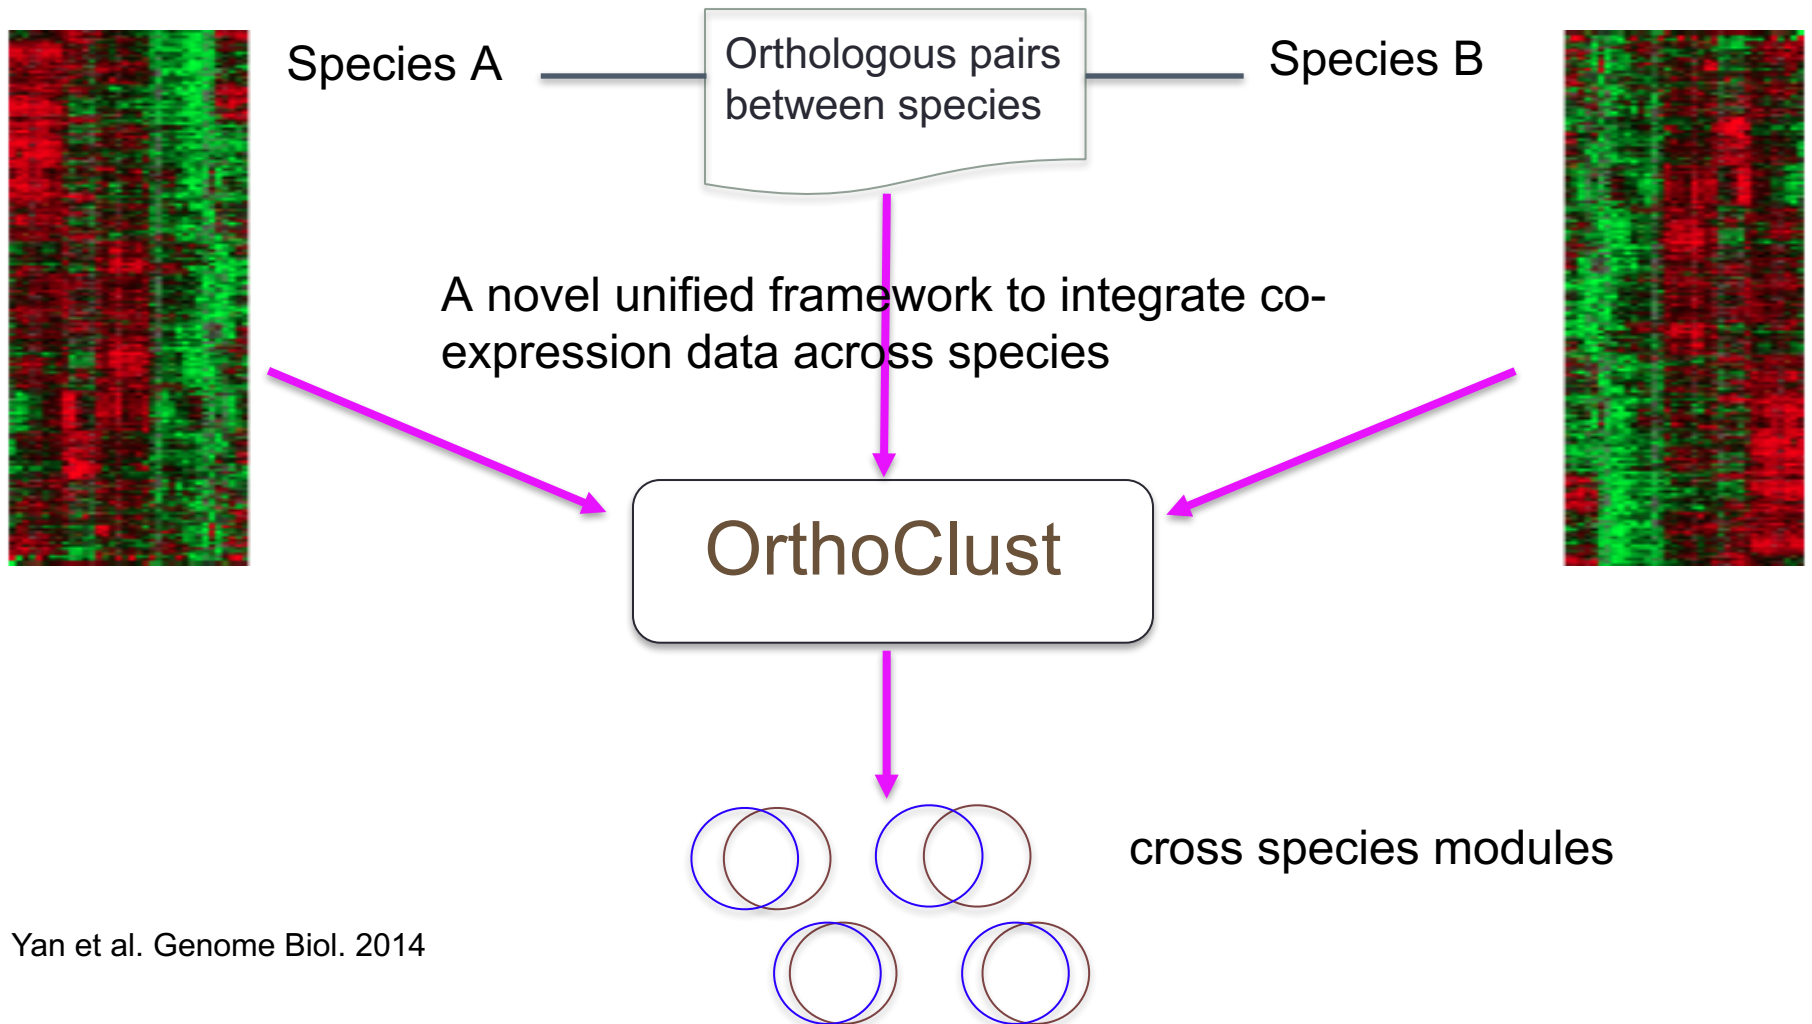 Species A
Orthologous pairs
between species
Species B
A novel unified framework to integrate co-
expression data across species
OrthoClust
cross species modules
Yan et al. Genome Biol. 2014